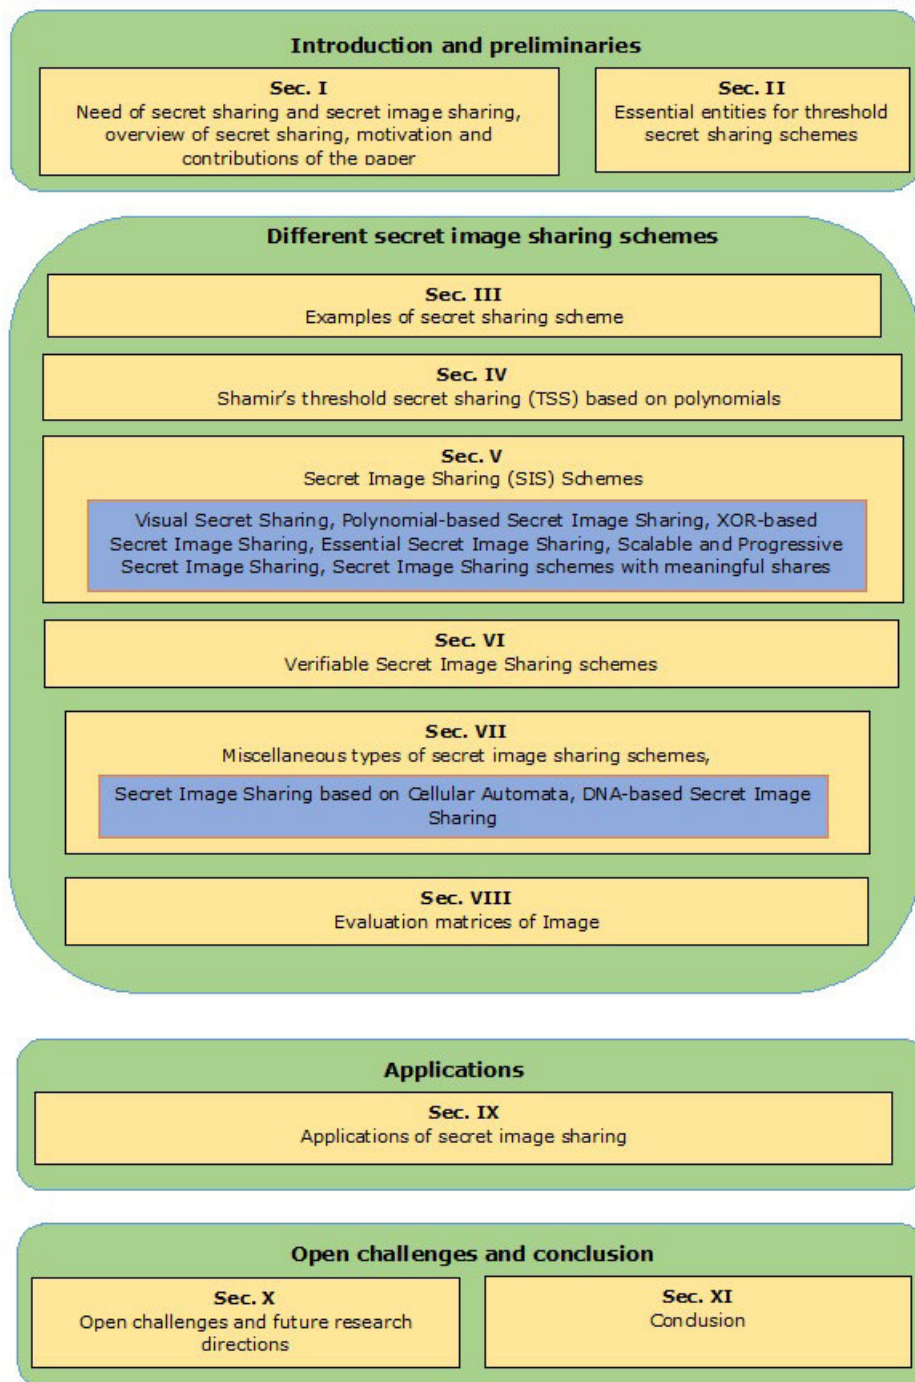 Introduction and preliminaries
Sec. I
Need of secret sharing and secret image sharing,
overview of secret sharing, motivation and
contributions of the paper
Sec. II
Essential entities for threshold
secret sharing schemes
Different secret image sharing schemes
Sec. III
Examples of secret sharing scheme
Sec. IV
Shamir's threshold secret sharing (TSS) based on polynomials
Sec. V
Secret Image Sharing (SIS) Schemes
Visual Secret Sharing, Polynomial-based Secret Image Sharing, XOR-based
Secret Image Sharing, Essential Secret Image Sharing, Scalable and Progressive
Secret Image Sharing, Secret Image Sharing schemes with meaningful shares
Sec. VI
Verifiable Secret Image Sharing schemes
Sec. VII
Miscellaneous types of secret image sharing schemes,
Secret Image Sharing based on Cellular Automata, DNA-based Secret Image
Sharing
Sec. VIII
Evaluation matrices of Image
Applications
Sec. IX
Applications of secret image sharing
Open challenges and conclusion
Sec. X
Open challenges and future research
directions
Sec. XI
Conclusion